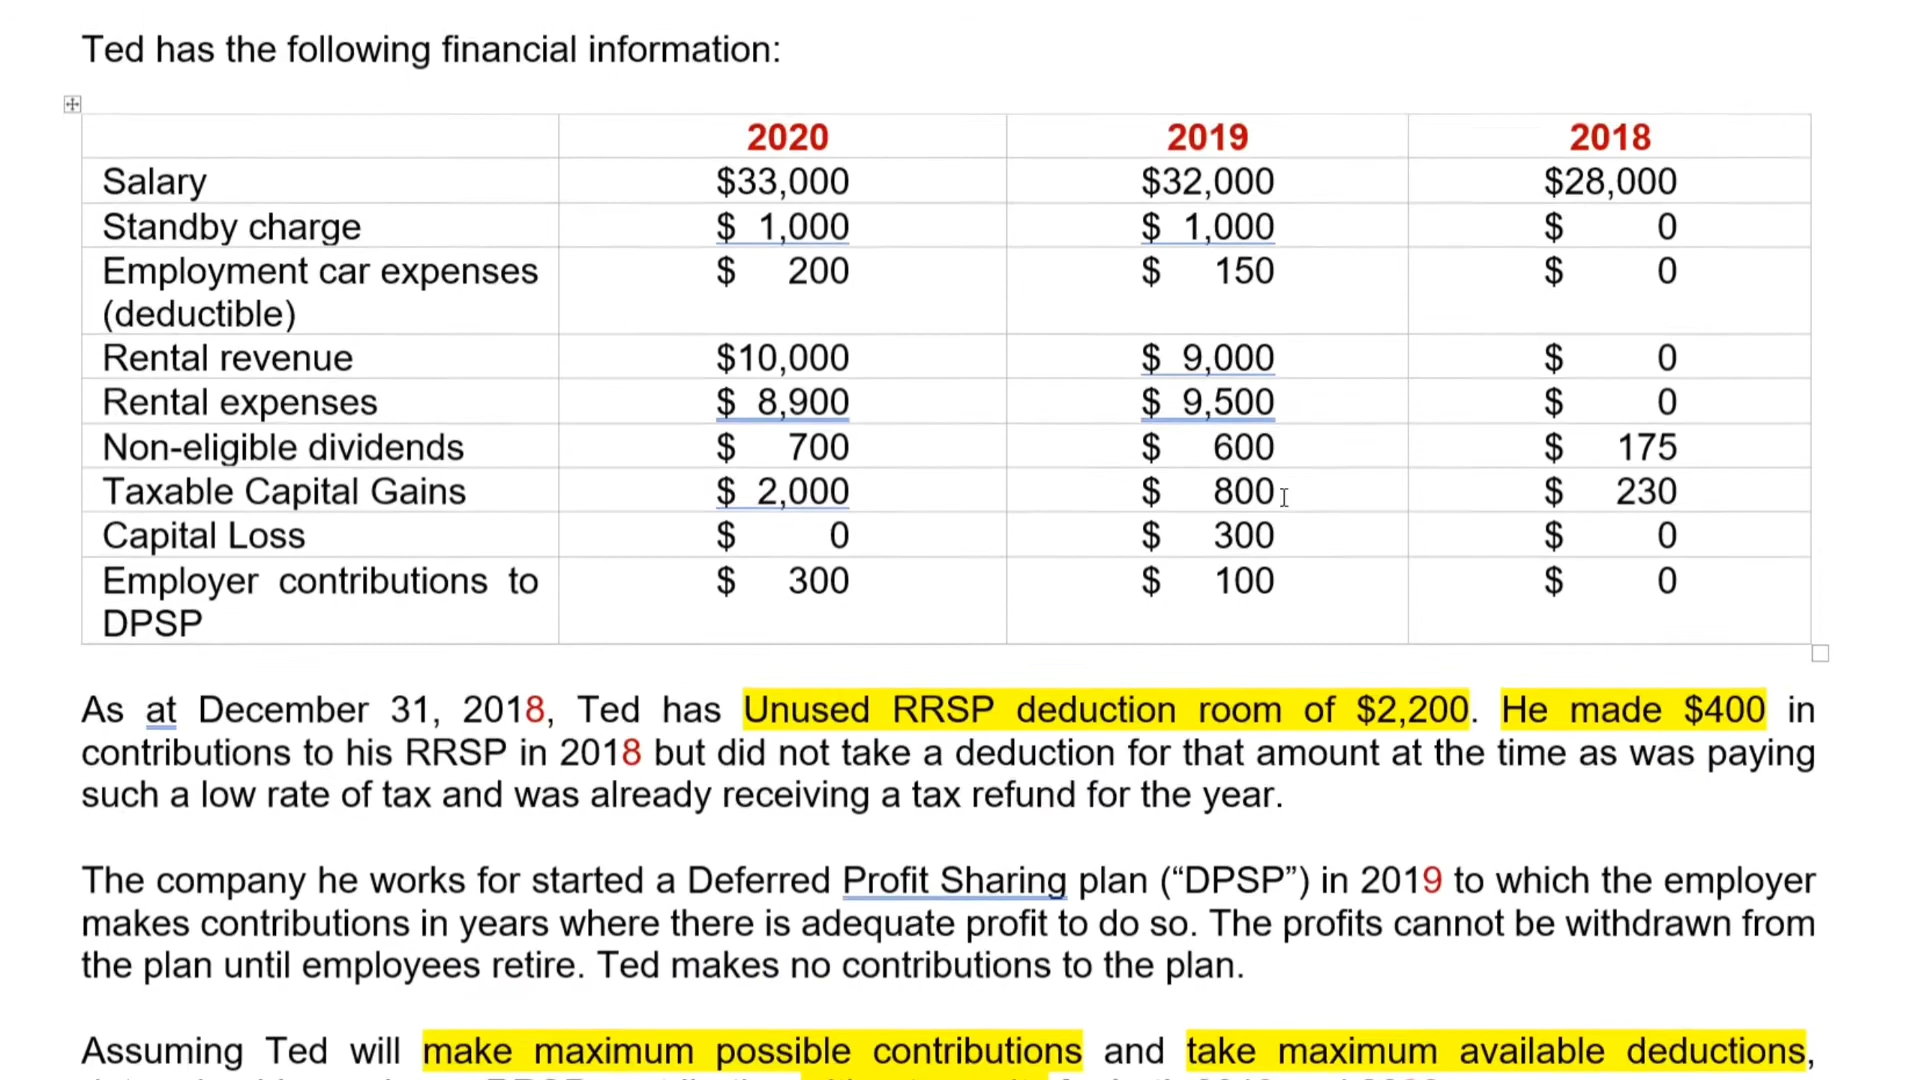 Ted has the following financial information:
2020 2019 2018
Salary $33,000 $32,000 $28,000
Standby charge $ 1,000 $ 1,000 $ 0
Employment car expenses $ 200 $ 150 $ 0
(deductible)
Rental revenue $10,000 $ 9,000 $ 0
Rental expenses $ 8,900 $ 9,500 $ 0
Non-eligible dividends $ 700 $ 600 $ 175
Taxable Capital Gains $ 2,000 $ 800 $ 230
Capital Loss $ 0 $ 300 $ 0
Employer contributions to $ 300 $ 100 $ 0
DPSP
As at December 31, 2018, Ted has Unused RRSP deduction room of $2,200. He made $400 in
contributions to his RRSP in 2018 but did not take a deduction for that amount at the time as was paying
such a low rate of tax and was already receiving a tax refund for the year.
The company he works for started a Deferred Profit Sharing plan (“DPSP”) in 2019 to which the employer
makes contributions in years where there is adequate profit to do so. The profits cannot be withdrawn from
the plan until employees retire. Ted makes no contributions to the plan.
Assuming Ted will make maximum possible contributions and take maximum available deductions,